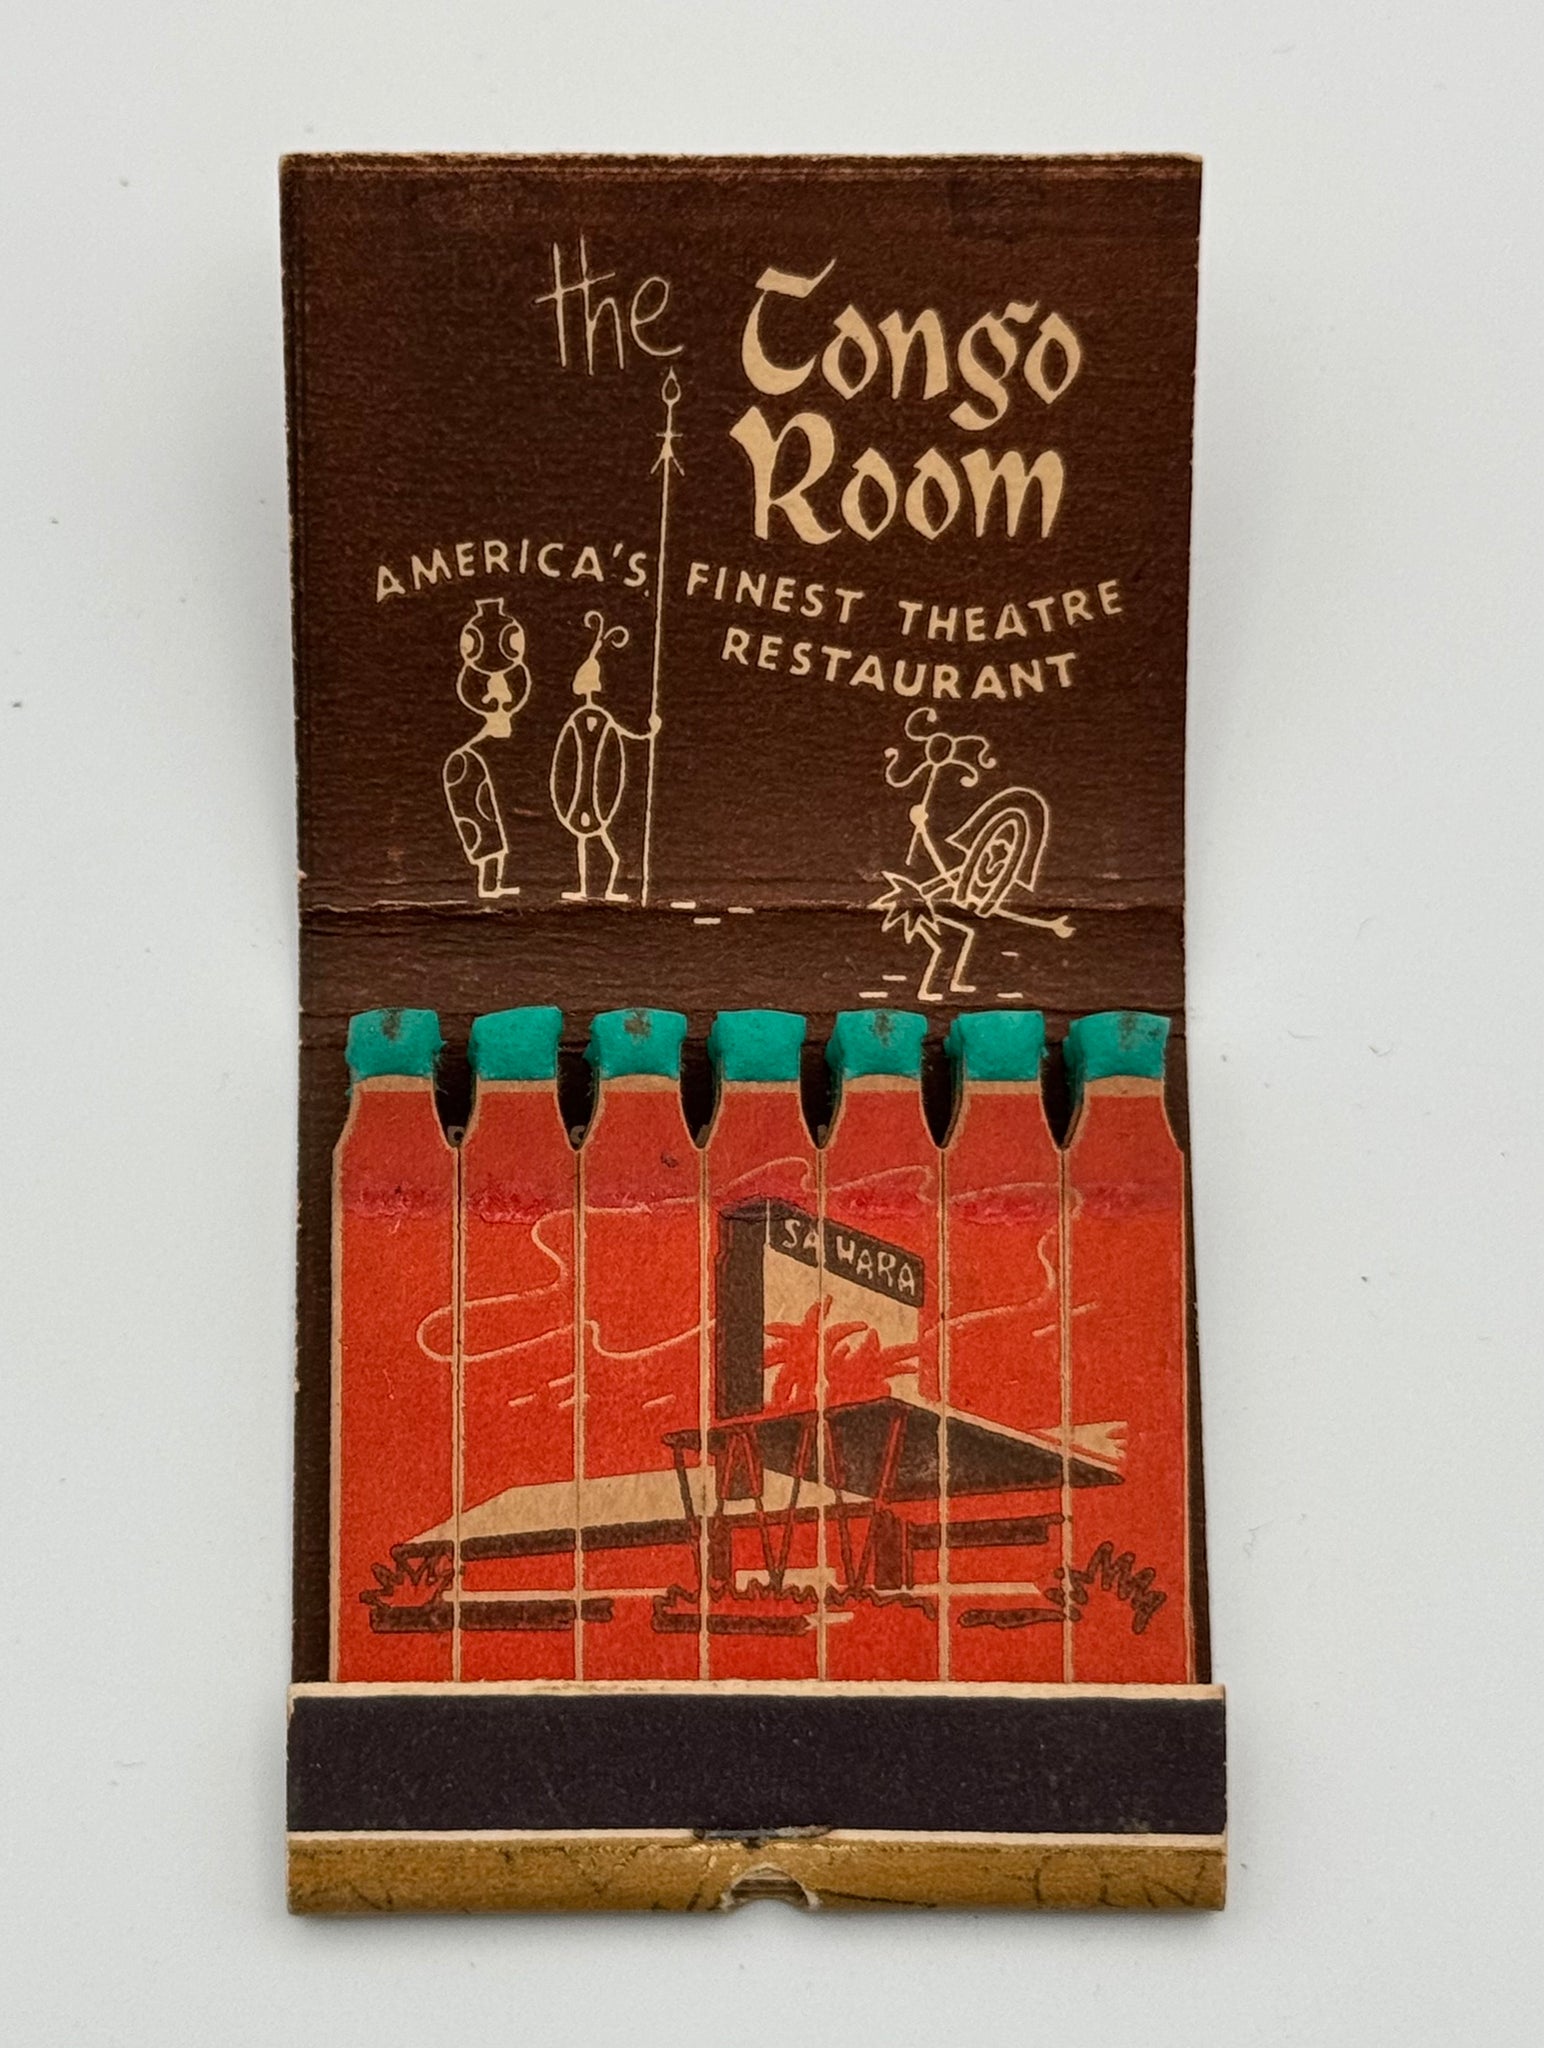 the Congo
Room
AMERICA'S FINEST THEATRE
RESTAURANT
SAHARA